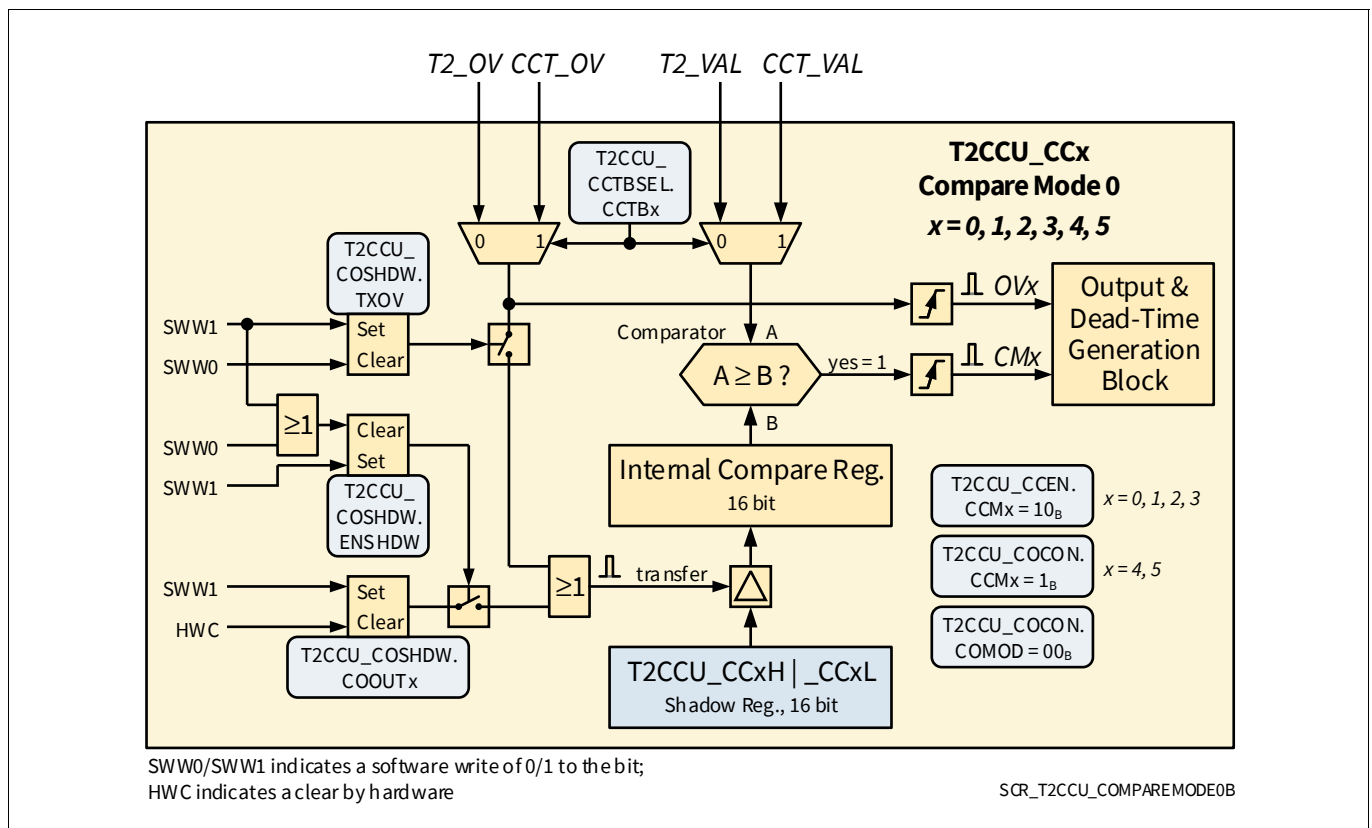 T2_OV CCT_OV T2_VAL CCT_VAL
T2CCU_CCx
Compare Mode 0
x = 0, 1, 2, 3, 4, 5
T2CCU_
CCTBSEL.
CCTBx
0 1
0 1
T2CCU_
COSHDW.
TXOV
SWW1
Set
SWW0
Clear
Comparator A
A ≥ B ?
yes = 1
B
OVx
CMx
Output &
Dead-Time
Generation
Block
≥1
SWW0
SWW1
Clear
Set
T2CCU_
COSHDW.
ENSHDW
Internal Compare Reg.
16 bit
T2CCU_CCEN.
CCMx = 10B
x = 0, 1, 2, 3
T2CCU_COCON.
CCMx = 1B
x = 4, 5
T2CCU_COCON.
COMOD = 00B
SWW1
Set
HWC
Clear
T2CCU_COSHDW.
COOUTx
≥1
transfer
T2CCU_CCxH | _CCxL
Shadow Reg., 16 bit
SWW0/SWW1 indicates a software write of 0/1 to the bit;
HWC indicates a clear by hardware
SCR_T2CCU_COMPAREMODE0B